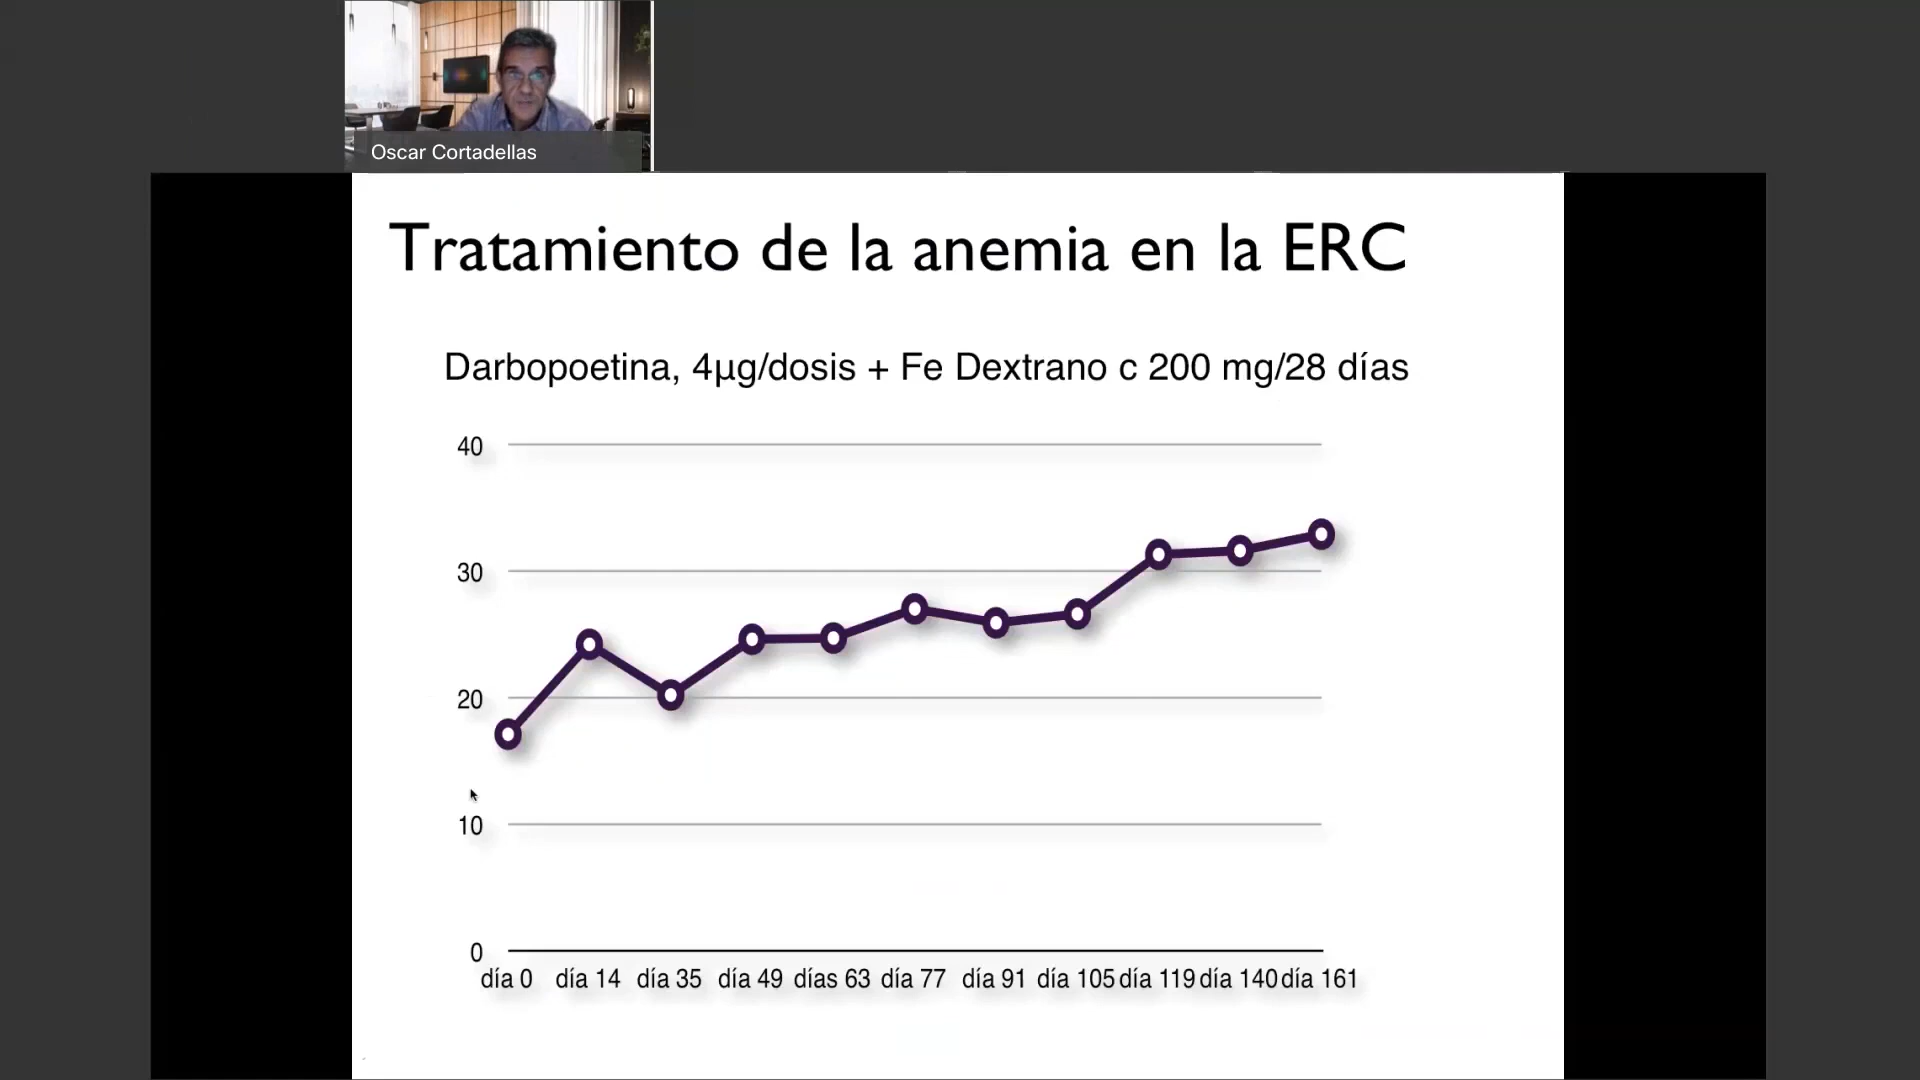 Oscar Cortadellas
Tratamiento de la anemia en la ERC
Darbopoetina, 4µg/dosis + Fe Dextrano c 200 mg/28 días
40
30
20
10
0
día 0 día 14 día 35 día 49 días 63 día 77 día 91 día 105 día 119 día 140 día 161